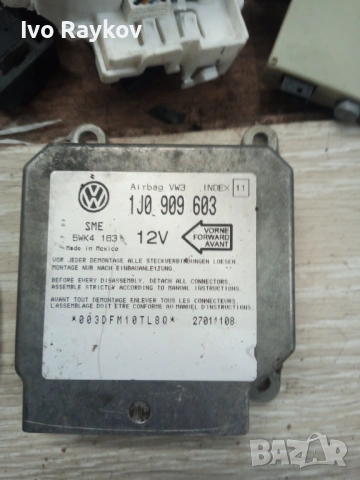 Ivo Raykov
Airbag VW3 INDEX 11
1J0 909 603
SME
5WK4 163
Made in Mexico
12V
VORNE
FORWARD
AVANT
VOR JEDER DEMONTAGE ALLE STECKVERBINDUNGEN LOESEN
MONTAGE NUR NACH EINBAUANLEITUNG.
BEFORE EVERY DISASSEMBLY, DETACH ALL CONNECTORS,
ASSEMBLE STRICTER ACCORDING TO MANUAL INSTRUCTIONS.
AVANT TOUT DEMONTAGE ENLEVER TOUS LES CONNECTEURS
L'ASSEMBLAGE DOIT ETRE CONFORME AU MANUEL D'INSTRUCTIONS.
*003DFM10TL80* 27011108
bazar